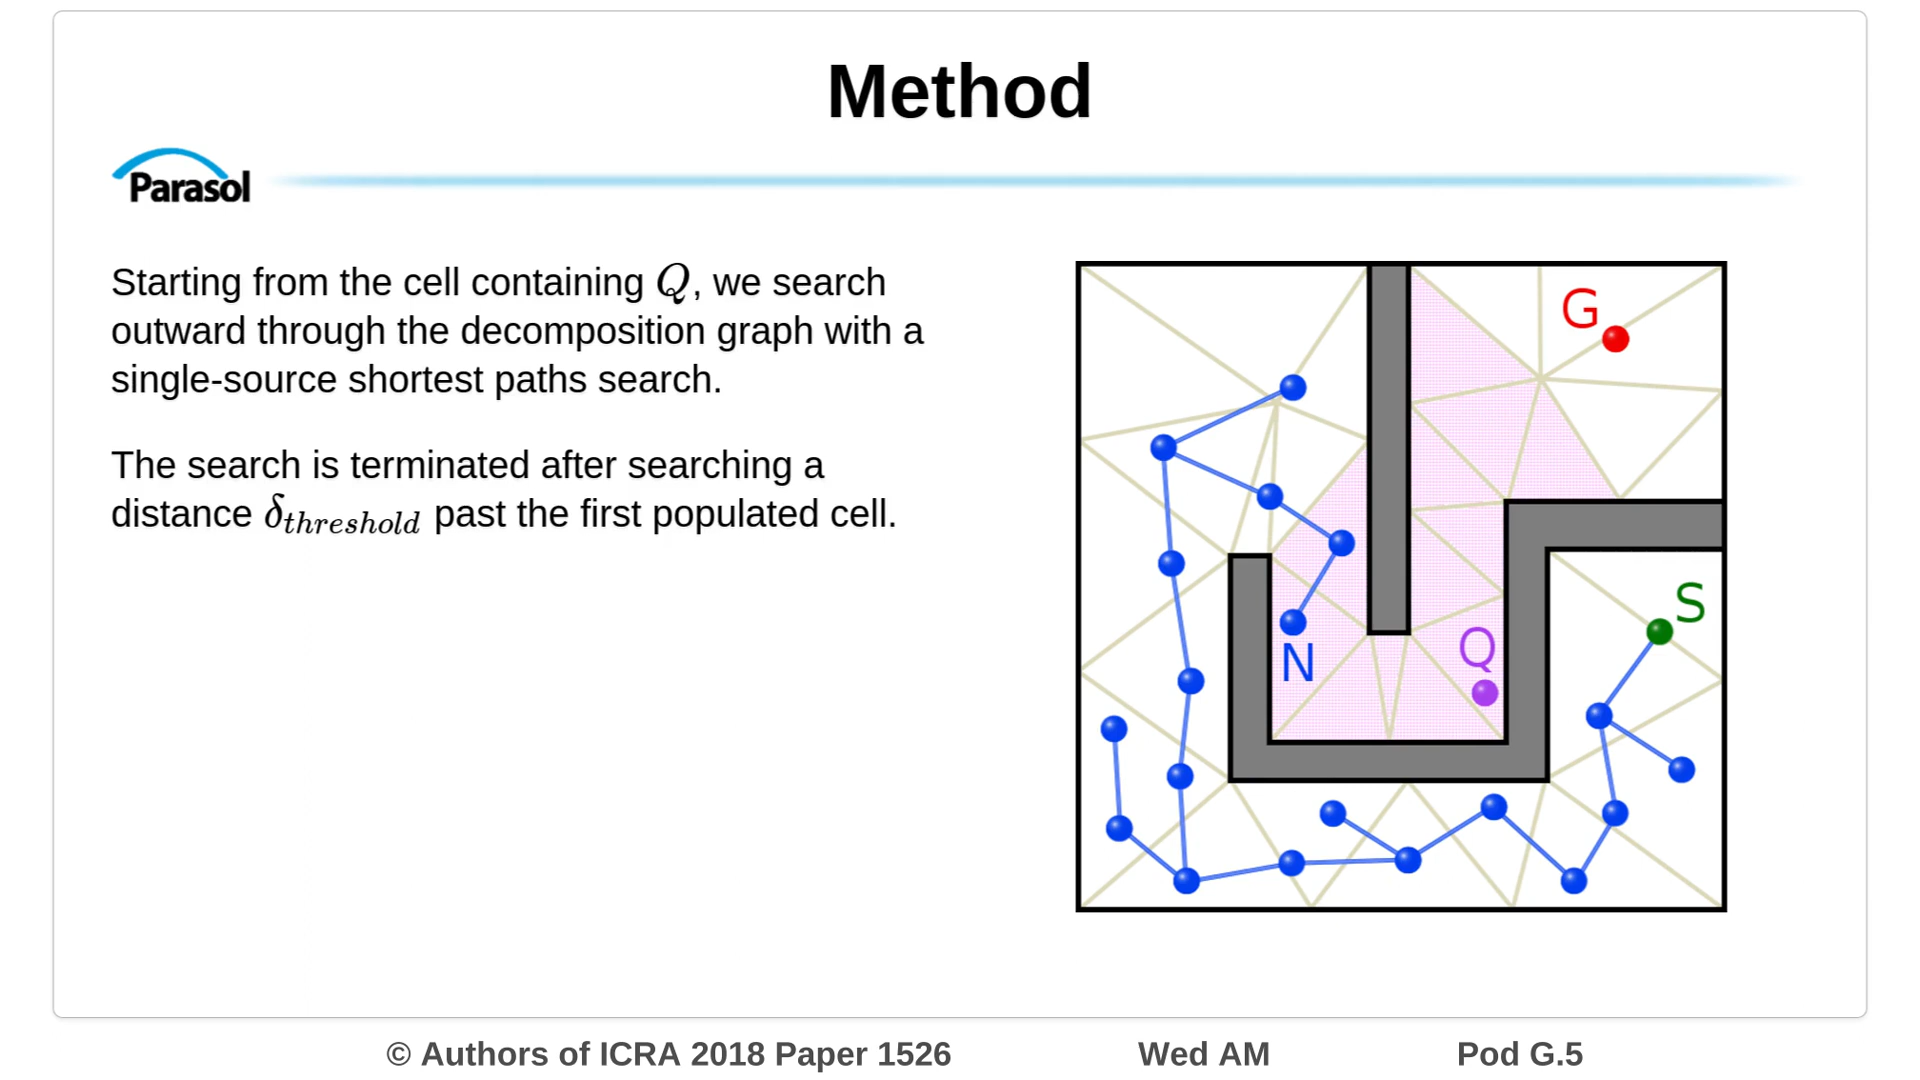 Method
Parasol
Starting from the cell containing Q, we search
outward through the decomposition graph with a
single-source shortest paths search.
The search is terminated after searching a
distance δ_threshold past the first populated cell.
G
S
Q
N
© Authors of ICRA 2018 Paper 1526 Wed AM Pod G.5